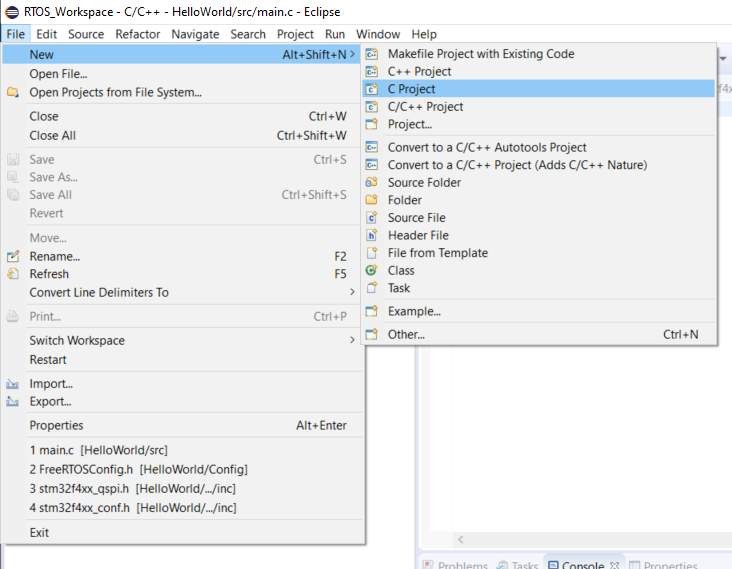 RTOS_Workspace - C/C++ - HelloWorld/src/main.c - Eclipse
File Edit Source Refactor Navigate Search Project Run Window Help
New Alt+Shift+N >
Open File...
Open Projects from File System...
Close Ctrl+W
Close All Ctrl+Shift+W
Save Ctrl+S
Save As...
Save All Ctrl+Shift+S
Revert
Move...
Rename... F2
Refresh F5
Convert Line Delimiters To >
Print... Ctrl+P
Switch Workspace >
Restart
Import...
Export...
Properties Alt+Enter
1 main.c [HelloWorld/src]
2 FreeRTOSConfig.h [HelloWorld/Config]
3 stm32f4xx_qspi.h [HelloWorld/.../inc]
4 stm32f4xx_conf.h [HelloWorld/.../inc]
Exit
Makefile Project with Existing Code
C++ Project
C Project
C/C++ Project
Project...
Convert to a C/C++ Autotools Project
Convert to a C/C++ Project (Adds C/C++ Nature)
Source Folder
Folder
Source File
Header File
File from Template
Class
Task
Example...
Other... Ctrl+N
Problems Tasks Console Properties